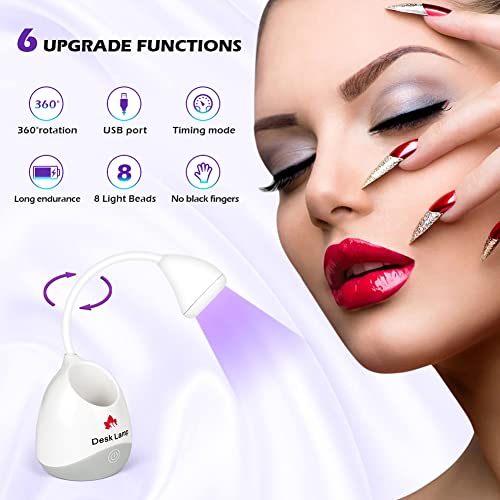 6 UPGRADE FUNCTIONS
360°
360°rotation
USB port
Timing mode
8
Long endurance
8 Light Beads
No black fingers
Desk Lamp